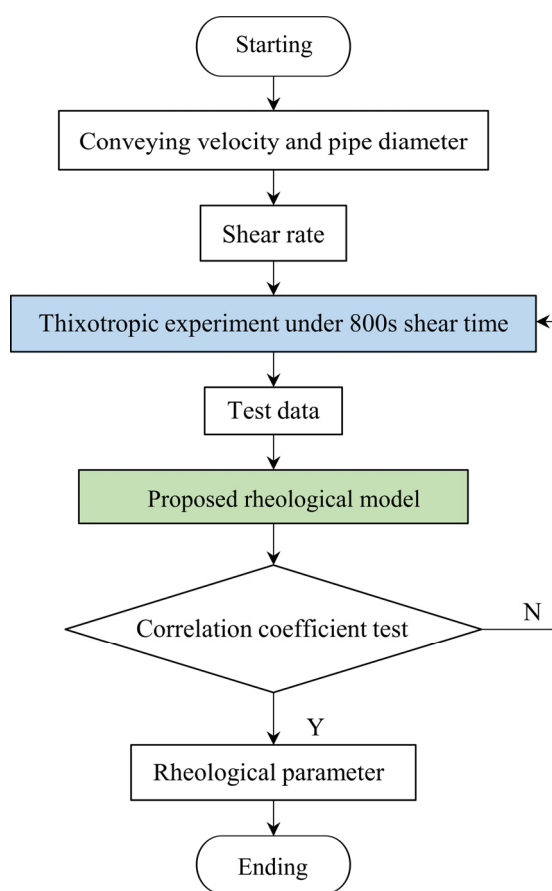 Starting
Conveying velocity and pipe diameter
Shear rate
Thixotropic experiment under 800s shear time
Test data
Proposed rheological model
Correlation coefficient test
N
Y
Rheological parameter
Ending